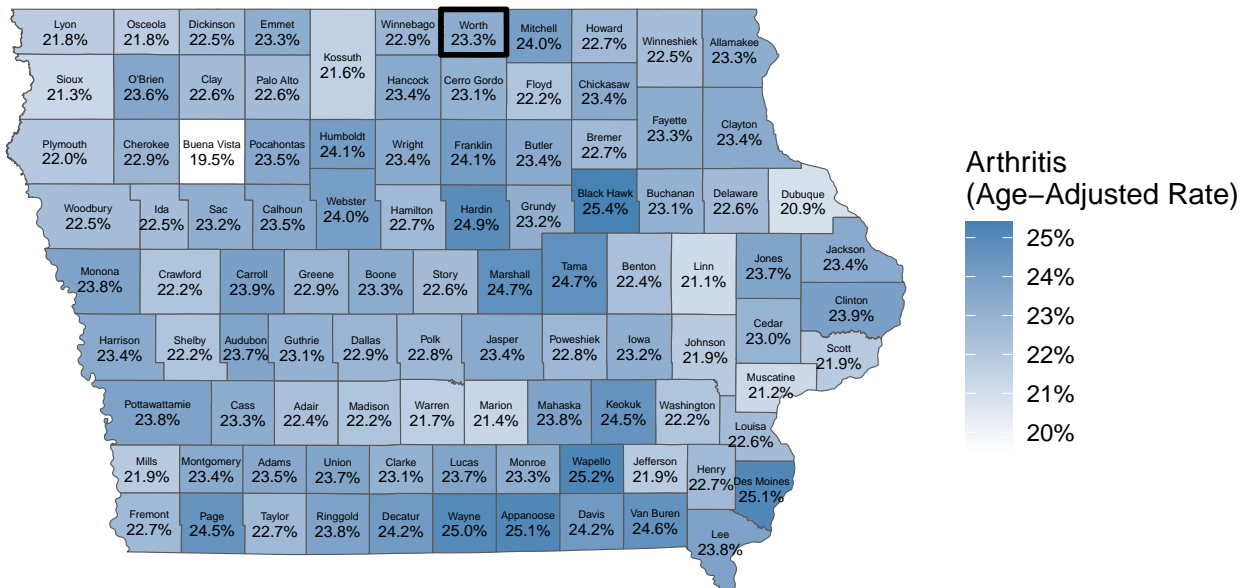 Lyon
21.8%
Osceola
21.8%
Dickinson
22.5%
Emmet
23.3%
Kossuth
21.6%
Winnebago
22.9%
Worth
23.3%
Mitchell
24.0%
Howard
22.7%
Winneshiek
22.5%
Allamakee
23.3%
Sioux
21.3%
O'Brien
23.6%
Clay
22.6%
Palo Alto
22.6%
Hancock
23.4%
Cerro Gordo
23.1%
Floyd
22.2%
Chickasaw
23.4%
Fayette
23.3%
Clayton
23.4%
Plymouth
22.0%
Cherokee
22.9%
Buena Vista
19.5%
Pocahontas
23.5%
Humboldt
24.1%
Wright
23.4%
Franklin
24.1%
Butler
23.4%
Bremer
22.7%
Woodbury
22.5%
Ida
22.5%
Sac
23.2%
Calhoun
23.5%
Webster
24.0%
Hamilton
22.7%
Hardin
24.9%
Grundy
23.2%
Black Hawk
25.4%
Buchanan
23.1%
Delaware
22.6%
Dubuque
20.9%
Monona
23.8%
Crawford
22.2%
Carroll
23.9%
Greene
22.9%
Boone
23.3%
Story
22.6%
Marshall
24.7%
Tama
24.7%
Benton
22.4%
Linn
21.1%
Jones
23.7%
Jackson
23.4%
Clinton
23.9%
Harrison
23.4%
Shelby
22.2%
Audubon
23.7%
Guthrie
23.1%
Dallas
22.9%
Polk
22.8%
Jasper
23.4%
Poweshiek
22.8%
Iowa
23.2%
Johnson
21.9%
Cedar
23.0%
Scott
21.9%
Muscatine
21.2%
Pottawattamie
23.8%
Cass
23.3%
Adair
22.4%
Madison
22.2%
Warren
21.7%
Marion
21.4%
Mahaska
23.8%
Keokuk
24.5%
Washington
22.2%
Louisa
22.6%
Mills
21.9%
Montgomery
23.4%
Adams
23.5%
Union
23.7%
Clarke
23.1%
Lucas
23.7%
Monroe
23.3%
Wapello
25.2%
Jefferson
21.9%
Henry
22.7%
Des Moines
25.1%
Fremont
22.7%
Page
24.5%
Taylor
22.7%
Ringgold
23.8%
Decatur
24.2%
Wayne
25.0%
Appanoose
25.1%
Davis
24.2%
Van Buren
24.6%
Lee
23.8%
Arthritis
(Age−Adjusted Rate)
25%
24%
23%
22%
21%
20%